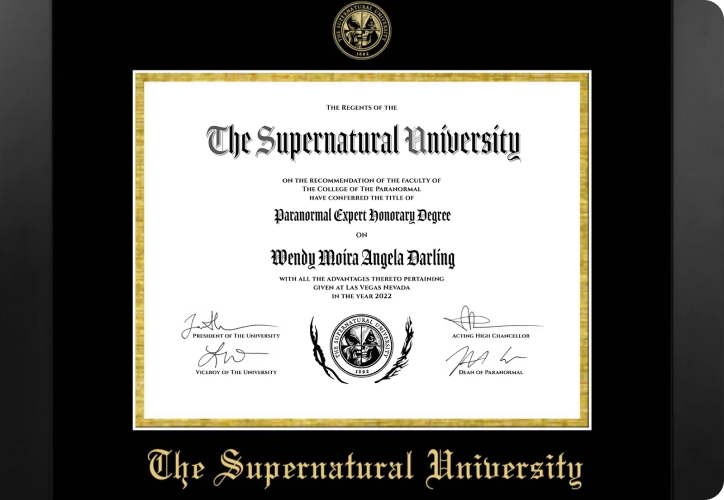 THE SUPERNATURAL UNIVERSITY
1692
THE REGENTS OF THE
The Supernatural University
ON THE RECOMMENDATION OF THE FACULTY OF
THE COLLEGE OF THE PARANORMAL
HAVE CONFERRED THE TITLE OF
Paranormal Expert Honorary Degree
ON
Wendy Moira Angela Darling
WITH ALL THE ADVANTAGES THERETO PERTAINING
GIVEN AT LAS VEGAS NEVADA
IN THE YEAR 2022
PRESIDENT OF THE UNIVERSITY
ACTING HIGH CHANCELLOR
THE SUPERNATURAL UNIVERSITY
1692
VICEROY OF THE UNIVERSITY
DEAN OF PARANORMAL
The Supernatural University